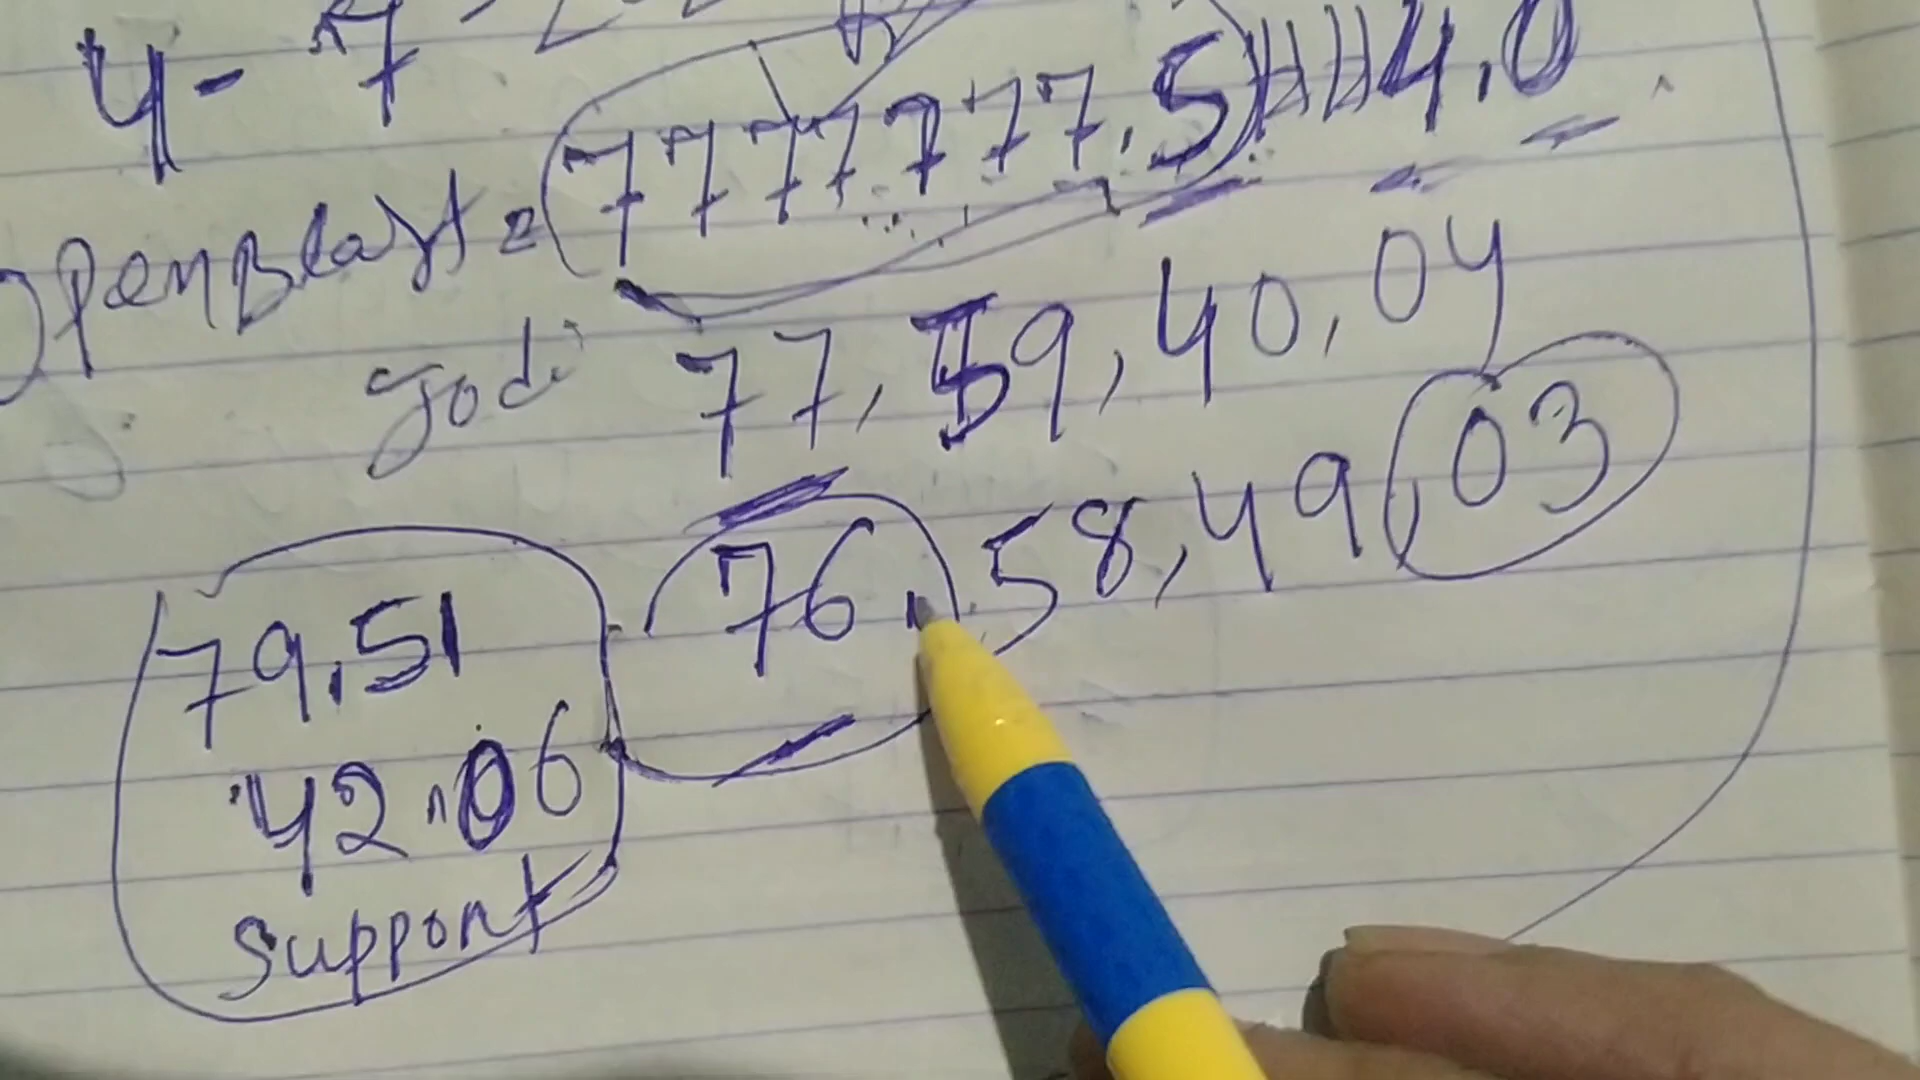 4-7
OpenBlast = 7777777.5 4.0
Jodi 77, 59, 40, 04
76, 58, 49, 03
79.51
42.06
Support